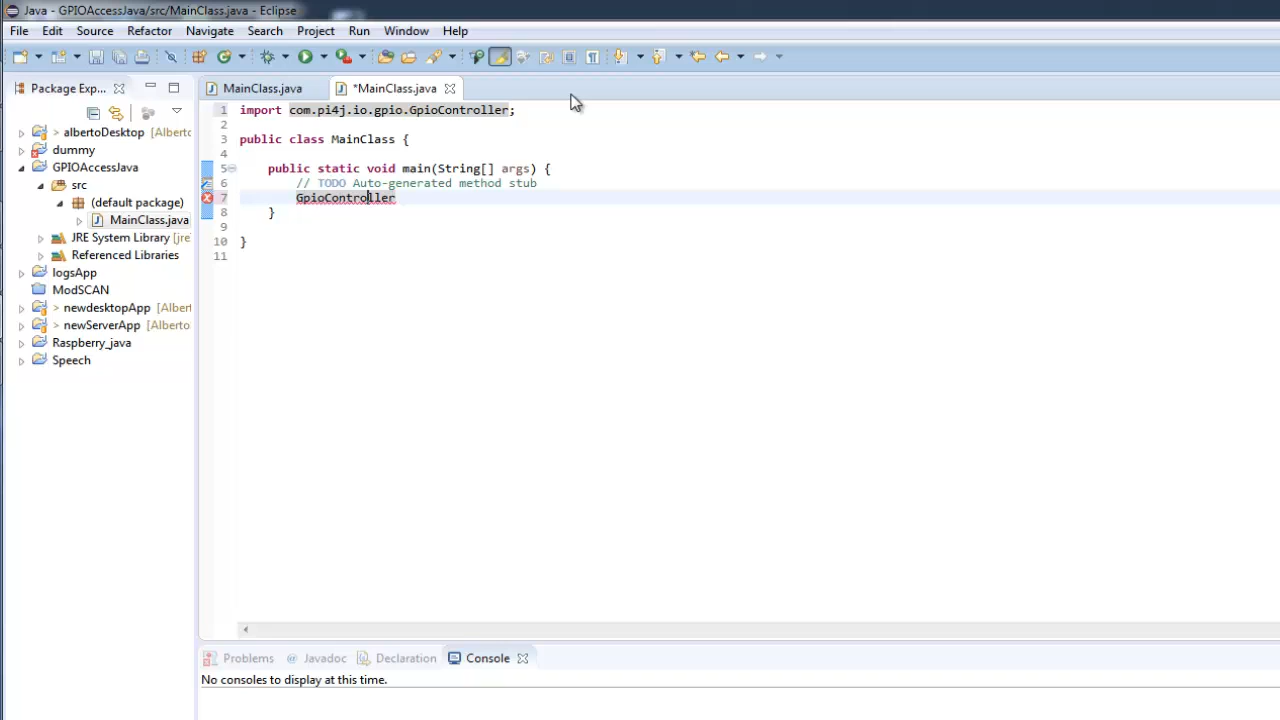 Java - GPIOAccessJava/src/MainClass.java - Eclipse
File Edit Source Refactor Navigate Search Project Run Window Help
Package Exp...
MainClass.java
*MainClass.java
albertoDesktop [Alberto
dummy
GPIOAccessJava
src
(default package)
MainClass.java
JRE System Library [jre
Referenced Libraries
logsApp
ModSCAN
> newdesktopApp [Albert
> newServerApp [Alberto
Raspberry_java
Speech
1 import com.pi4j.io.gpio.GpioController;
2
3 public class MainClass {
4
5 public static void main(String[] args) {
6 // TODO Auto-generated method stub
7 GpioController
8 }
9
10 }
11
Problems @ Javadoc Declaration Console
No consoles to display at this time.